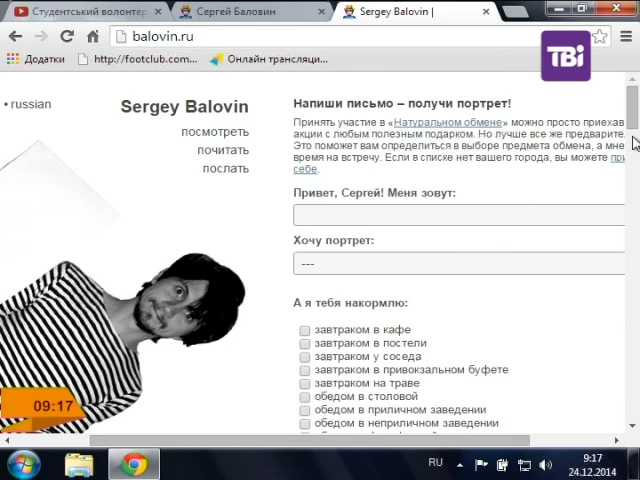 Студентський волонтер
Сергей Баловин
Sergey Balovin |
balovin.ru
Додатки
http://footclub.com...
Онлайн трансляци...
ТВі
• russian
Sergey Balovin
посмотреть
почитать
послать
Напиши письмо – получи портрет!
Принять участие в «Натуральном обмене» можно просто приехав
акции с любым полезным подарком. Но лучше все же предварите
Это поможет вам определится в выборе предмета обмена, а мне
время на встречу. Если в списке нет вашего города, вы можете при
себе.
Привет, Сергей! Меня зовут:
Хочу портрет:
---
А я тебя накормлю:
завтраком в кафе
завтраком в постели
завтраком у соседа
завтраком в привокзальном буфете
завтраком на траве
обедом в столовой
обедом в приличном заведении
обедом в неприличном заведении
09:17
RU
9:17
24.12.2014